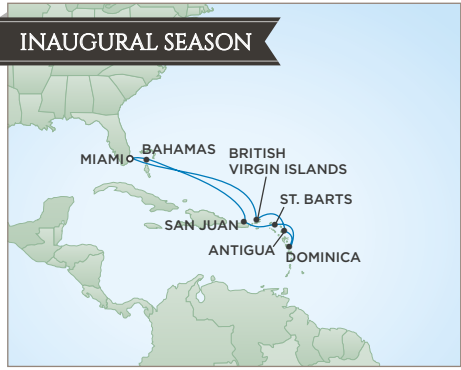 INAUGURAL SEASON
BAHAMAS
MIAMI
BRITISH
VIRGIN ISLANDS
ST. BARTS
SAN JUAN
ANTIGUA
DOMINICA